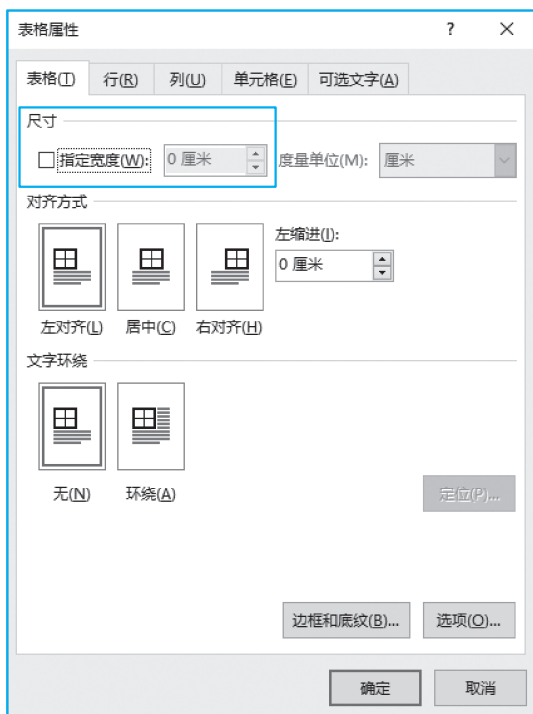 表格属性 ? ×
表格(T) 行(R) 列(U) 单元格(E) 可选文字(A)
尺寸
指定宽度(W): 0 厘米 度量单位(M): 厘米
对齐方式
左缩进(I):
0 厘米
左对齐(L) 居中(C) 右对齐(H)
文字环绕
无(N) 环绕(A) 定位(P)...
边框和底纹(B)... 选项(O)...
确定 取消